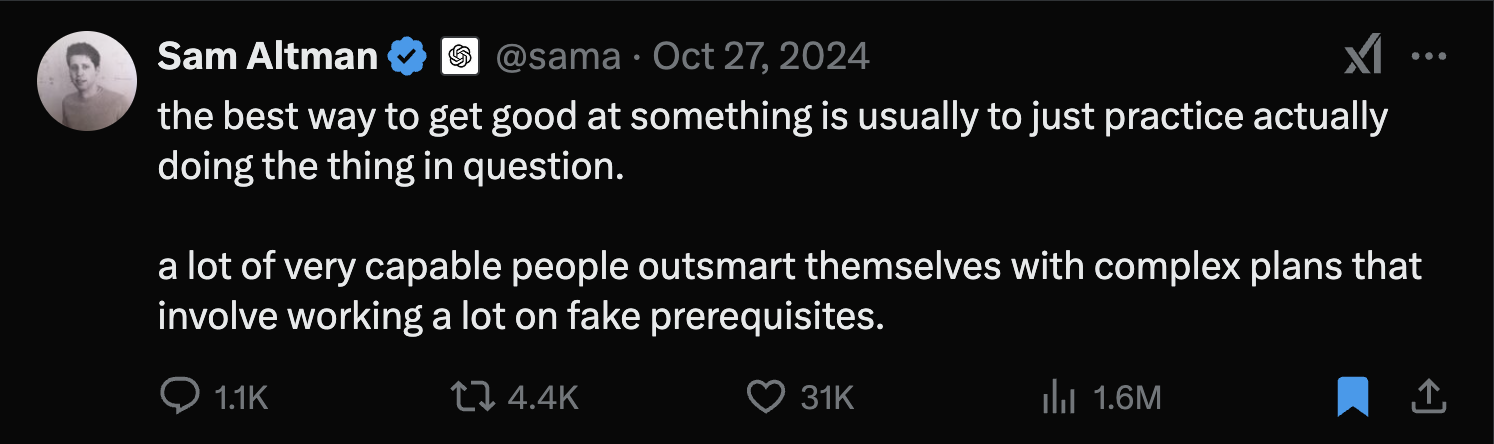 Sam Altman @sama · Oct 27, 2024
the best way to get good at something is usually to just practice actually
doing the thing in question.
a lot of very capable people outsmart themselves with complex plans that
involve working a lot on fake prerequisites.
1.1K 4.4K 31K 1.6M